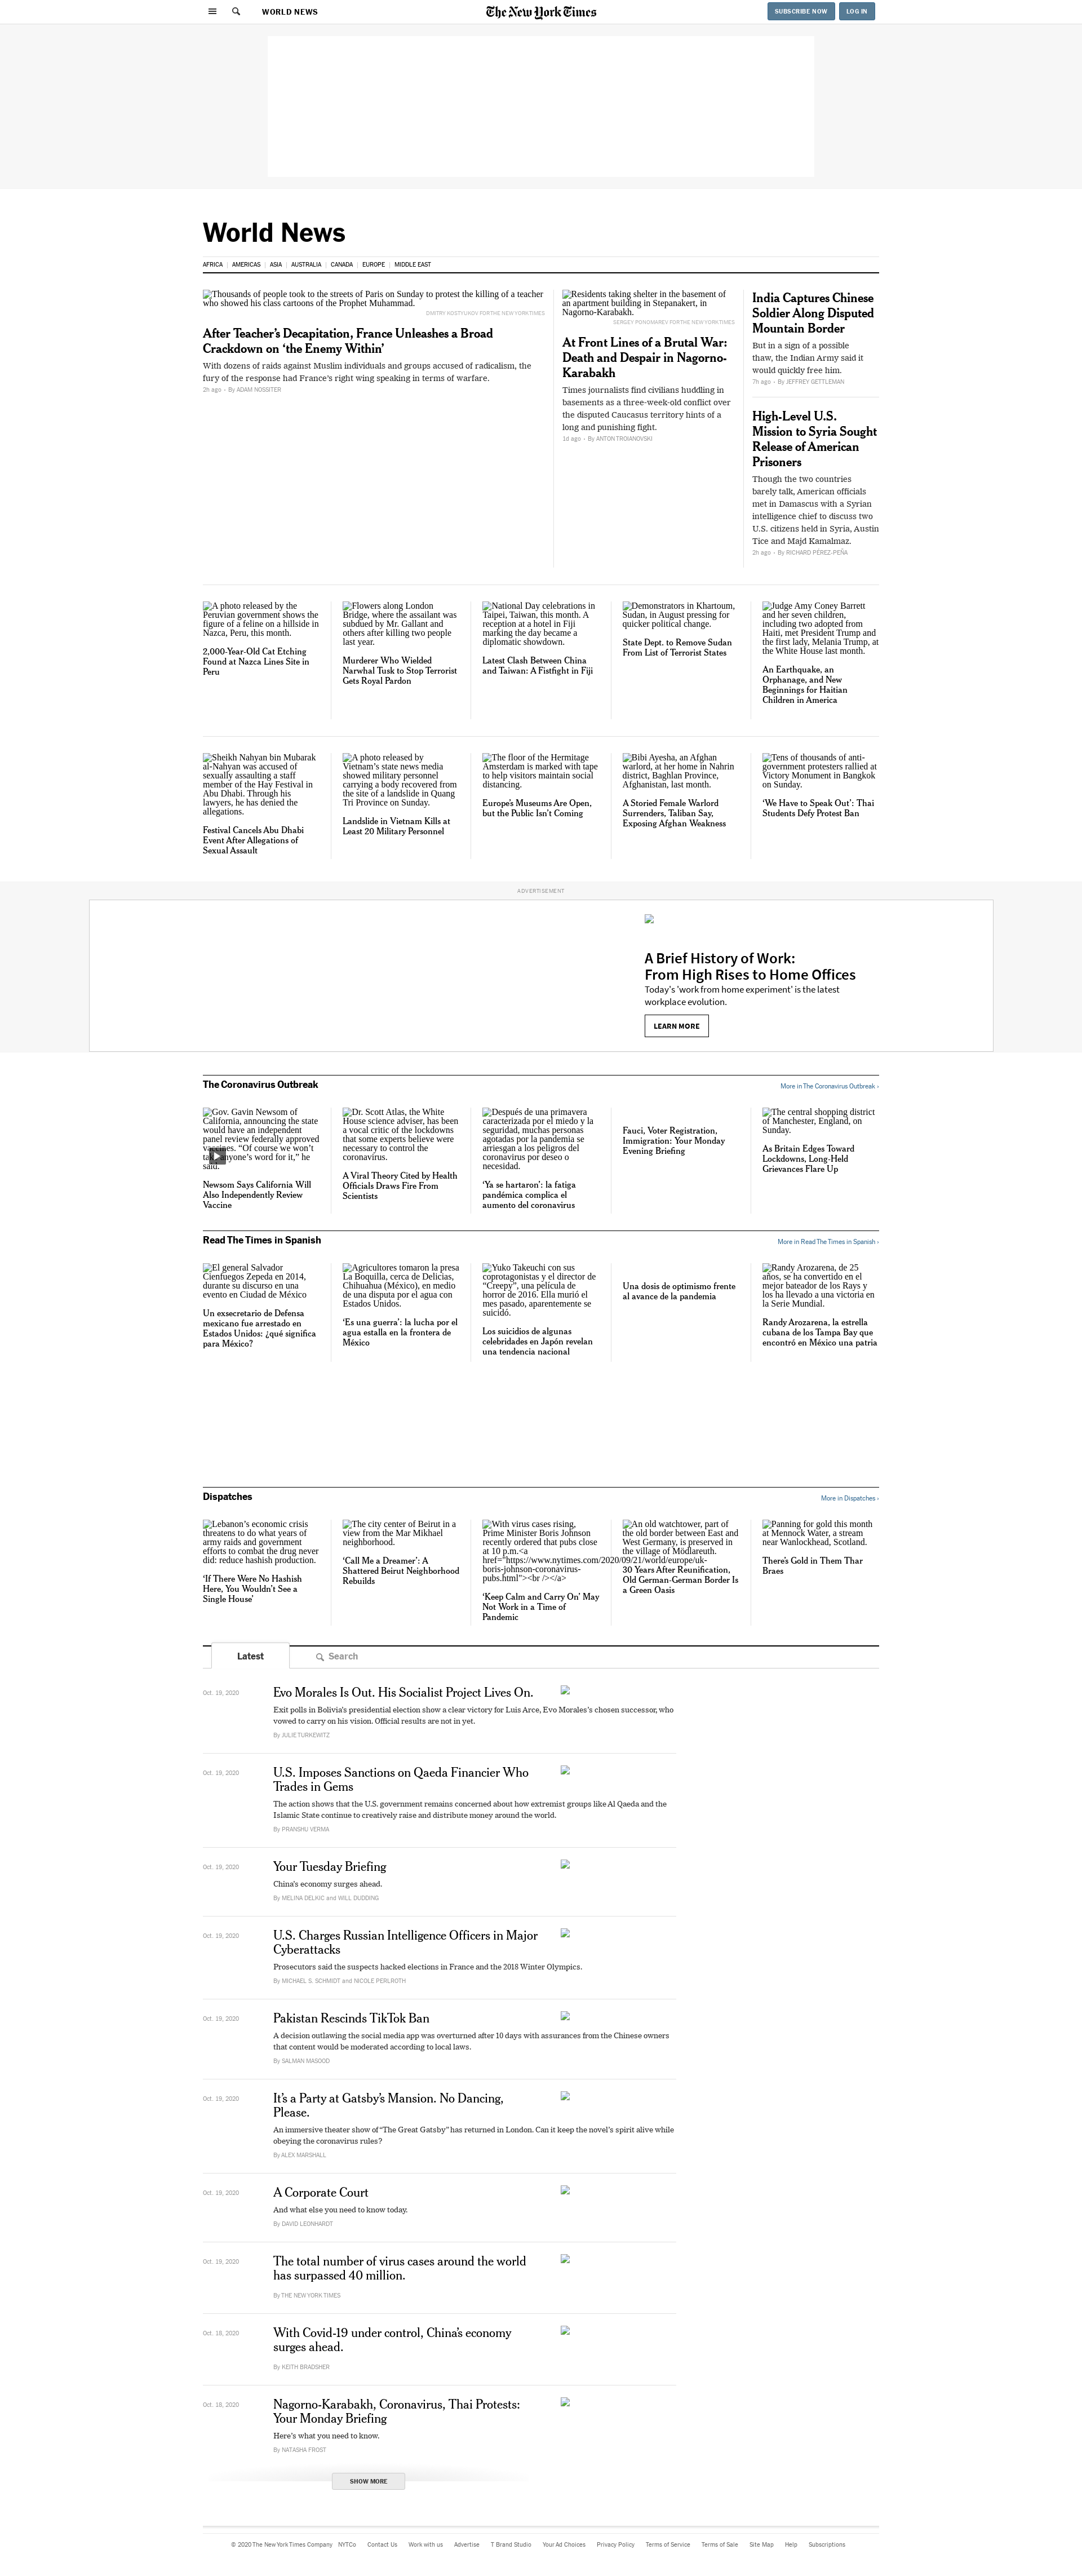 WORLD NEWS
The New York Times
SUBSCRIBE NOW
LOG IN
World News
AFRICA
AMERICAS
ASIA
AUSTRALIA
CANADA
EUROPE
MIDDLE EAST
Thousands of people took to the streets of Paris on Sunday to protest the killing of a teacher
who showed his class cartoons of the Prophet Muhammad.
DMITRY KOSTYUKOV FOR THE NEW YORK TIMES
After Teacher’s Decapitation, France Unleashes a Broad
Crackdown on ‘the Enemy Within’
With dozens of raids against Muslim individuals and groups accused of radicalism, the
fury of the response had France’s right wing speaking in terms of warfare.
2h ago • By ADAM NOSSITER
Residents taking shelter in the basement of
an apartment building in Stepanakert, in
Nagorno-Karabakh.
SERGEY PONOMAREV FOR THE NEW YORK TIMES
At Front Lines of a Brutal War:
Death and Despair in Nagorno-
Karabakh
Times journalists find civilians huddling in
basements as a three-week-old conflict over
the disputed Caucasus territory hints of a
long and punishing fight.
1d ago • By ANTON TROIANOVSKI
India Captures Chinese
Soldier Along Disputed
Mountain Border
But in a sign of a possible
thaw, the Indian Army said it
would quickly free him.
7h ago • By JEFFREY GETTLEMAN
High-Level U.S.
Mission to Syria Sought
Release of American
Prisoners
Though the two countries
barely talk, American officials
met in Damascus with a Syrian
intelligence chief to discuss two
U.S. citizens held in Syria, Austin
Tice and Majd Kamalmaz.
2h ago • By RICHARD PÉREZ-PEÑA
A photo released by the
Peruvian government shows the
figure of a feline on a hillside in
Nazca, Peru, this month.
2,000-Year-Old Cat Etching
Found at Nazca Lines Site in
Peru
Flowers along London
Bridge, where the assailant was
subdued by Mr. Gallant and
others after killing two people
last year.
Murderer Who Wielded
Narwhal Tusk to Stop Terrorist
Gets Royal Pardon
National Day celebrations in
Taipei, Taiwan, this month. A
reception at a hotel in Fiji
marking the day became a
diplomatic showdown.
Latest Clash Between China
and Taiwan: A Fistfight in Fiji
Demonstrators in Khartoum,
Sudan, in August pressing for
quicker political change.
State Dept. to Remove Sudan
From List of Terrorist States
Judge Amy Coney Barrett
and her seven children,
including two adopted from
Haiti, met President Trump and
the first lady, Melania Trump, at
the White House last month.
An Earthquake, an
Orphanage, and New
Beginnings for Haitian
Children in America
Sheikh Nahyan bin Mubarak
al-Nahyan was accused of
sexually assaulting a staff
member of the Hay Festival in
Abu Dhabi. Through his
lawyers, he has denied the
allegations.
Festival Cancels Abu Dhabi
Event After Allegations of
Sexual Assault
A photo released by
Vietnam’s state news media
showed military personnel
carrying a body recovered from
the site of a landslide in Quang
Tri Province on Sunday.
Landslide in Vietnam Kills at
Least 20 Military Personnel
The floor of the Hermitage
Amsterdam is marked with tape
to help visitors maintain social
distancing.
Europe’s Museums Are Open,
but the Public Isn’t Coming
Bibi Ayesha, an Afghan
warlord, at her home in Nahrin
district, Baghlan Province,
Afghanistan, last month.
A Storied Female Warlord
Surrenders, Taliban Say,
Exposing Afghan Weakness
Tens of thousands of anti-
government protesters rallied at
Victory Monument in Bangkok
on Sunday.
‘We Have to Speak Out’: Thai
Students Defy Protest Ban
ADVERTISEMENT
A Brief History of Work:
From High Rises to Home Offices
Today's 'work from home experiment' is the latest
workplace evolution.
LEARN MORE
The Coronavirus Outbreak
More in The Coronavirus Outbreak ›
Gov. Gavin Newsom of
California, announcing the state
would have an independent
panel review federally approved
“Of course we won’t
anyone’s word for it,” he
said.
Newsom Says California Will
Also Independently Review
Vaccine
Dr. Scott Atlas, the White
House science adviser, has been
a vocal critic of the lockdowns
that some experts believe were
necessary to control the
coronavirus.
A Viral Theory Cited by Health
Officials Draws Fire From
Scientists
Después de una primavera
caracterizada por el miedo y la
seguridad, muchas personas
agotadas por la pandemia se
arriesgan a los peligros del
coronavirus por deseo o
necesidad.
‘Ya se hartaron’: la fatiga
pandémica complica el
aumento del coronavirus
Fauci, Voter Registration,
Immigration: Your Monday
Evening Briefing
The central shopping district
of Manchester, England, on
Sunday.
As Britain Edges Toward
Lockdowns, Long-Held
Grievances Flare Up
Read The Times in Spanish
More in Read The Times in Spanish ›
El general Salvador
Cienfuegos Zepeda en 2014,
durante su discurso en una
evento en Ciudad de México
Un exsecretario de Defensa
mexicano fue arrestado en
Estados Unidos: ¿qué significa
para México?
Agricultores tomaron la presa
La Boquilla, cerca de Delicias,
Chihuahua (México), en medio
de una disputa por el agua con
Estados Unidos.
‘Es una guerra’: la lucha por el
agua estalla en la frontera de
México
Yuko Takeuchi con sus
coprotagonistas y el director de
“Creepy”, una película de
horror de 2016. Ella murió el
mes pasado, aparentemente se
suicidó.
Los suicidios de algunas
celebridades en Japón revelan
una tendencia nacional
Una dosis de optimismo frente
al avance de la pandemia
Randy Arozarena, de 25
años, se ha convertido en el
mejor bateador de los Rays y
los ha llevado a una victoria en
la Serie Mundial.
Randy Arozarena, la estrella
cubana de los Tampa Bay que
encontró en México una patria
Dispatches
More in Dispatches ›
Lebanon’s economic crisis
threatens to do what years of
army raids and government
efforts to combat the drug never
did: reduce hashish production.
‘If There Were No Hashish
Here, You Wouldn’t See a
Single House’
The city center of Beirut in a
view from the Mar Mikhael
neighborhood.
‘Call Me a Dreamer’: A
Shattered Beirut Neighborhood
Rebuilds
With virus cases rising,
Prime Minister Boris Johnson
recently ordered that pubs close
at 10 p.m.<a
href="https://www.nytimes.com/2020/09/21/world/europe/uk-
boris-johnson-coronavirus-
pubs.html"><br /></a>
‘Keep Calm and Carry On’ May
Not Work in a Time of
Pandemic
An old watchtower, part of
the old border between East and
West Germany, is preserved in
the village of Mödlareuth.
30 Years After Reunification,
Old German-German Border Is
a Green Oasis
Panning for gold this month
at Mennock Water, a stream
near Wanlockhead, Scotland.
There’s Gold in Them Thar
Braes
Latest
Search
Oct. 19, 2020
Evo Morales Is Out. His Socialist Project Lives On.
Exit polls in Bolivia’s presidential election show a clear victory for Luis Arce, Evo Morales’s chosen successor, who
vowed to carry on his vision. Official results are not in yet.
By JULIE TURKEWITZ
Oct. 19, 2020
U.S. Imposes Sanctions on Qaeda Financier Who
Trades in Gems
The action shows that the U.S. government remains concerned about how extremist groups like Al Qaeda and the
Islamic State continue to creatively raise and distribute money around the world.
By PRANSHU VERMA
Oct. 19, 2020
Your Tuesday Briefing
China’s economy surges ahead.
By MELINA DELKIC and WILL DUDDING
Oct. 19, 2020
U.S. Charges Russian Intelligence Officers in Major
Cyberattacks
Prosecutors said the suspects hacked elections in France and the 2018 Winter Olympics.
By MICHAEL S. SCHMIDT and NICOLE PERLROTH
Oct. 19, 2020
Pakistan Rescinds TikTok Ban
A decision outlawing the social media app was overturned after 10 days with assurances from the Chinese owners
that content would be moderated according to local laws.
By SALMAN MASOOD
Oct. 19, 2020
It’s a Party at Gatsby’s Mansion. No Dancing,
Please.
An immersive theater show of “The Great Gatsby” has returned in London. Can it keep the novel’s spirit alive while
obeying the coronavirus rules?
By ALEX MARSHALL
Oct. 19, 2020
A Corporate Court
And what else you need to know today.
By DAVID LEONHARDT
Oct. 19, 2020
The total number of virus cases around the world
has surpassed 40 million.
By THE NEW YORK TIMES
Oct. 18, 2020
With Covid-19 under control, China’s economy
surges ahead.
By KEITH BRADSHER
Oct. 18, 2020
Nagorno-Karabakh, Coronavirus, Thai Protests:
Your Monday Briefing
Here’s what you need to know.
By NATASHA FROST
SHOW MORE
© 2020 The New York Times Company
NYTCo
Contact Us
Work with us
Advertise
T Brand Studio
Your Ad Choices
Privacy Policy
Terms of Service
Terms of Sale
Site Map
Help
Subscriptions